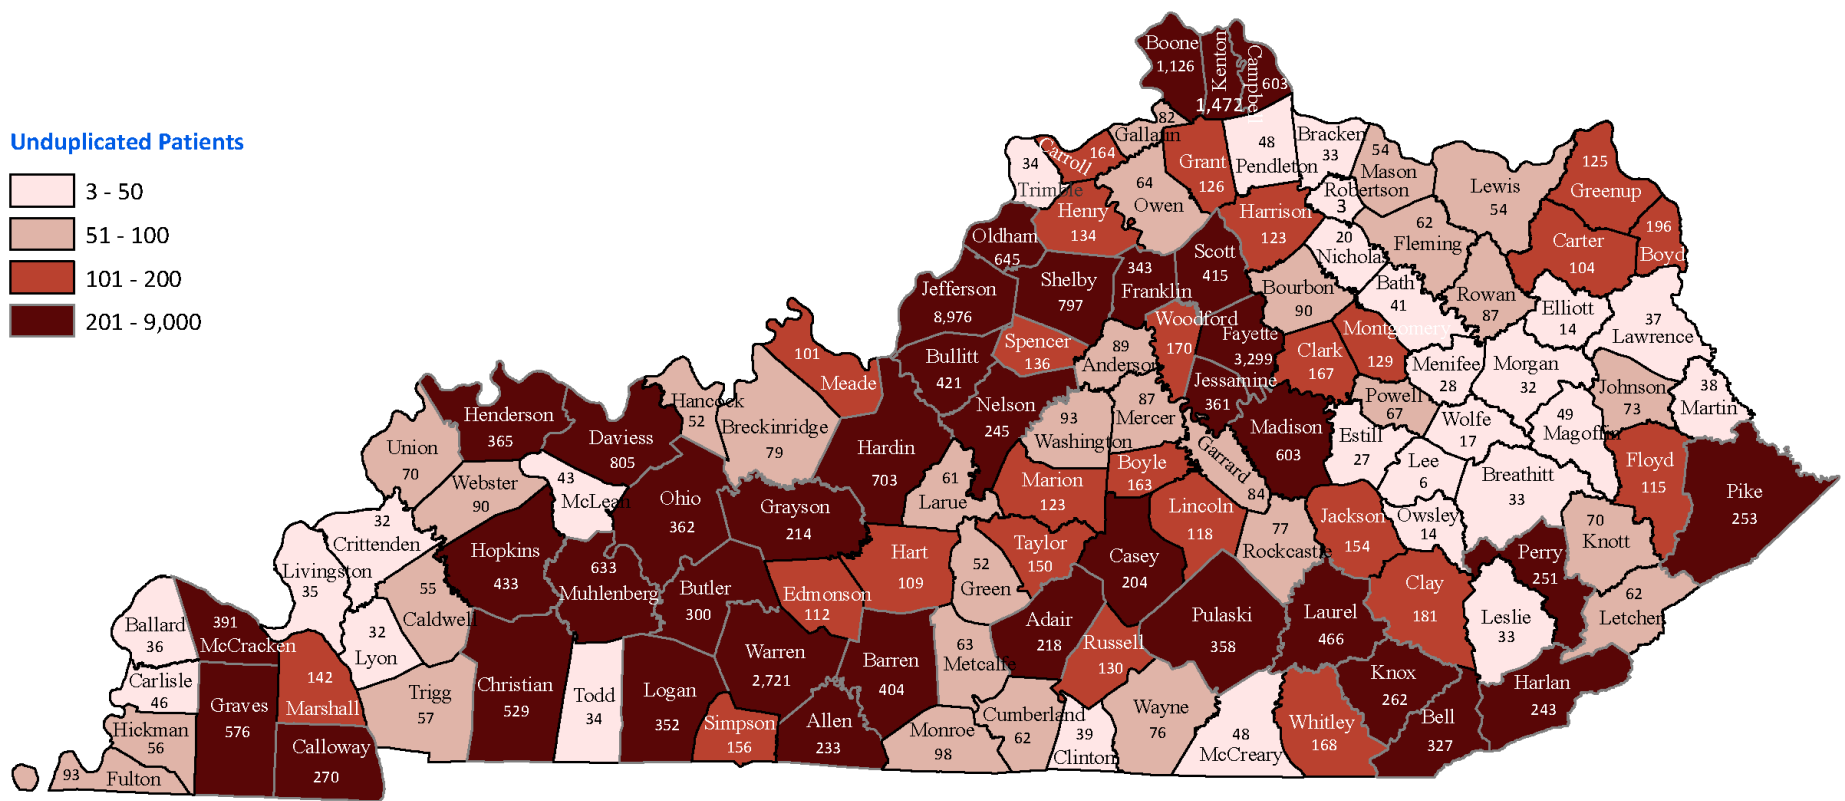 Unduplicated Patients
3 - 50
51 - 100
101 - 200
201 - 9,000
Boone
1,126
Kenton
1,472
Campbell
603
82
Gallatin
Carroll
164
34
Trimble
Grant
126
48
Pendleton
Bracken
33
54
Mason
Robertson
3
Lewis
54
125
Greenup
64
Owen
Henry
134
Harrison
123
62
Fleming
Carter
104
196
Boyd
Oldham
645
20
Nicholas
Scott
415
343
Franklin
Shelby
797
Jefferson
8,976
Bourbon
90
Bath
41
Rowan
87
Elliott
14
37
Lawrence
Woodford
170
Fayette
3,299
Montgomery
129
Clark
167
Spencer
136
89
Anderson
Bullitt
421
101
Meade
Menifee
28
Morgan
32
Johnson
73
38
Martin
Jessamine
361
Powell
67
Hancock
52
Breckinridge
79
Nelson
245
93
Washington
87
Mercer
Garrard
84
Madison
603
Estill
27
Wolfe
17
49
Magoffin
Henderson
365
Daviess
805
Union
70
Webster
90
43
McLean
Ohio
362
Hardin
703
61
Larue
Marion
123
Boyle
163
Lee
6
Breathitt
33
Floyd
115
Pike
253
Grayson
214
Lincoln
118
77
Rockcastle
Jackson
154
Owsley
14
70
Knott
32
Crittenden
Hopkins
433
633
Muhlenberg
Hart
109
52
Green
Taylor
150
Casey
204
Perry
251
Livingston
35
55
Caldwell
Butler
300
Edmonson
112
Clay
181
Leslie
33
62
Letcher
Ballard
36
391
McCracken
32
Lyon
Adair
218
Pulaski
358
Laurel
466
Russell
130
Warren
2,721
Barren
404
63
Metcalfe
Carlisle
46
142
Marshall
Graves
576
Trigg
57
Christian
529
Todd
34
Logan
352
Simpson
156
Allen
233
Monroe
98
Cumberland
62
39
Clinton
Wayne
76
48
McCreary
Whitley
168
Knox
262
Bell
327
Harlan
243
Hickman
56
93
Fulton
Calloway
270